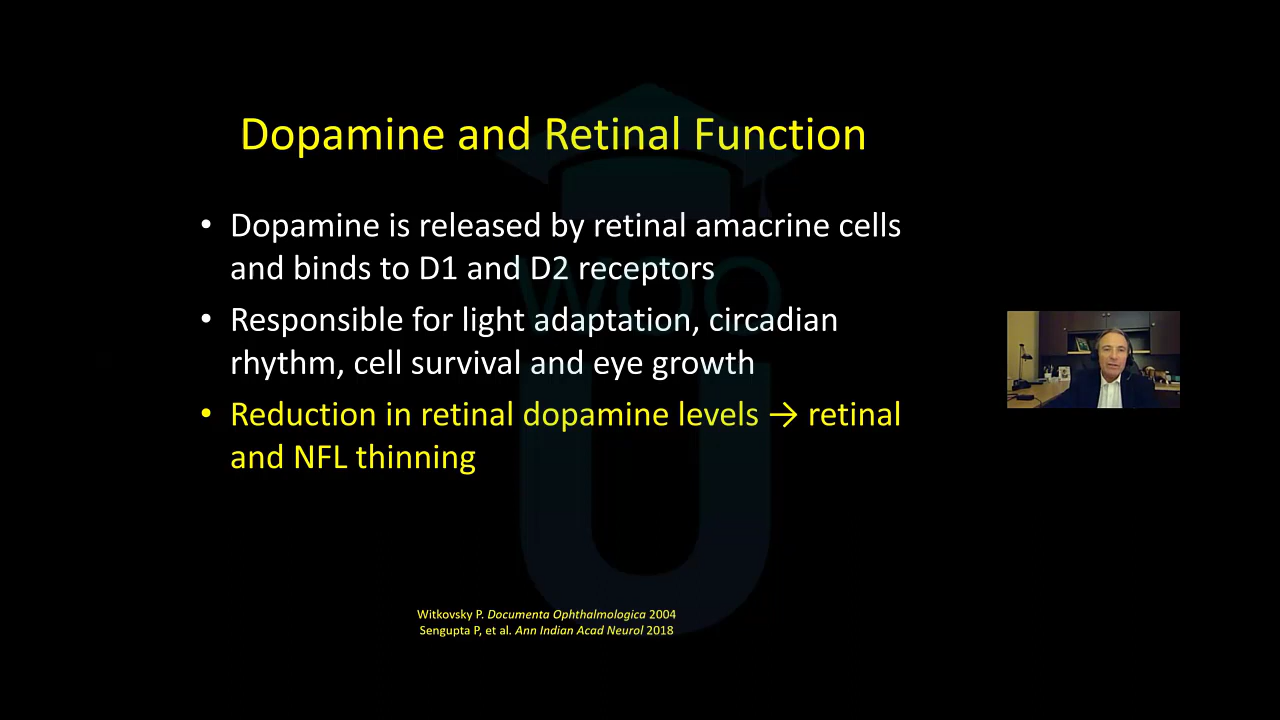 Dopamine and Retinal Function
• Dopamine is released by retinal amacrine cells
and binds to D1 and D2 receptors
• Responsible for light adaptation, circadian
rhythm, cell survival and eye growth
• Reduction in retinal dopamine levels → retinal
and NFL thinning
WOO
U
Witkovsky P. Documenta Ophthalmologica 2004
Sengupta P, et al. Ann Indian Acad Neurol 2018